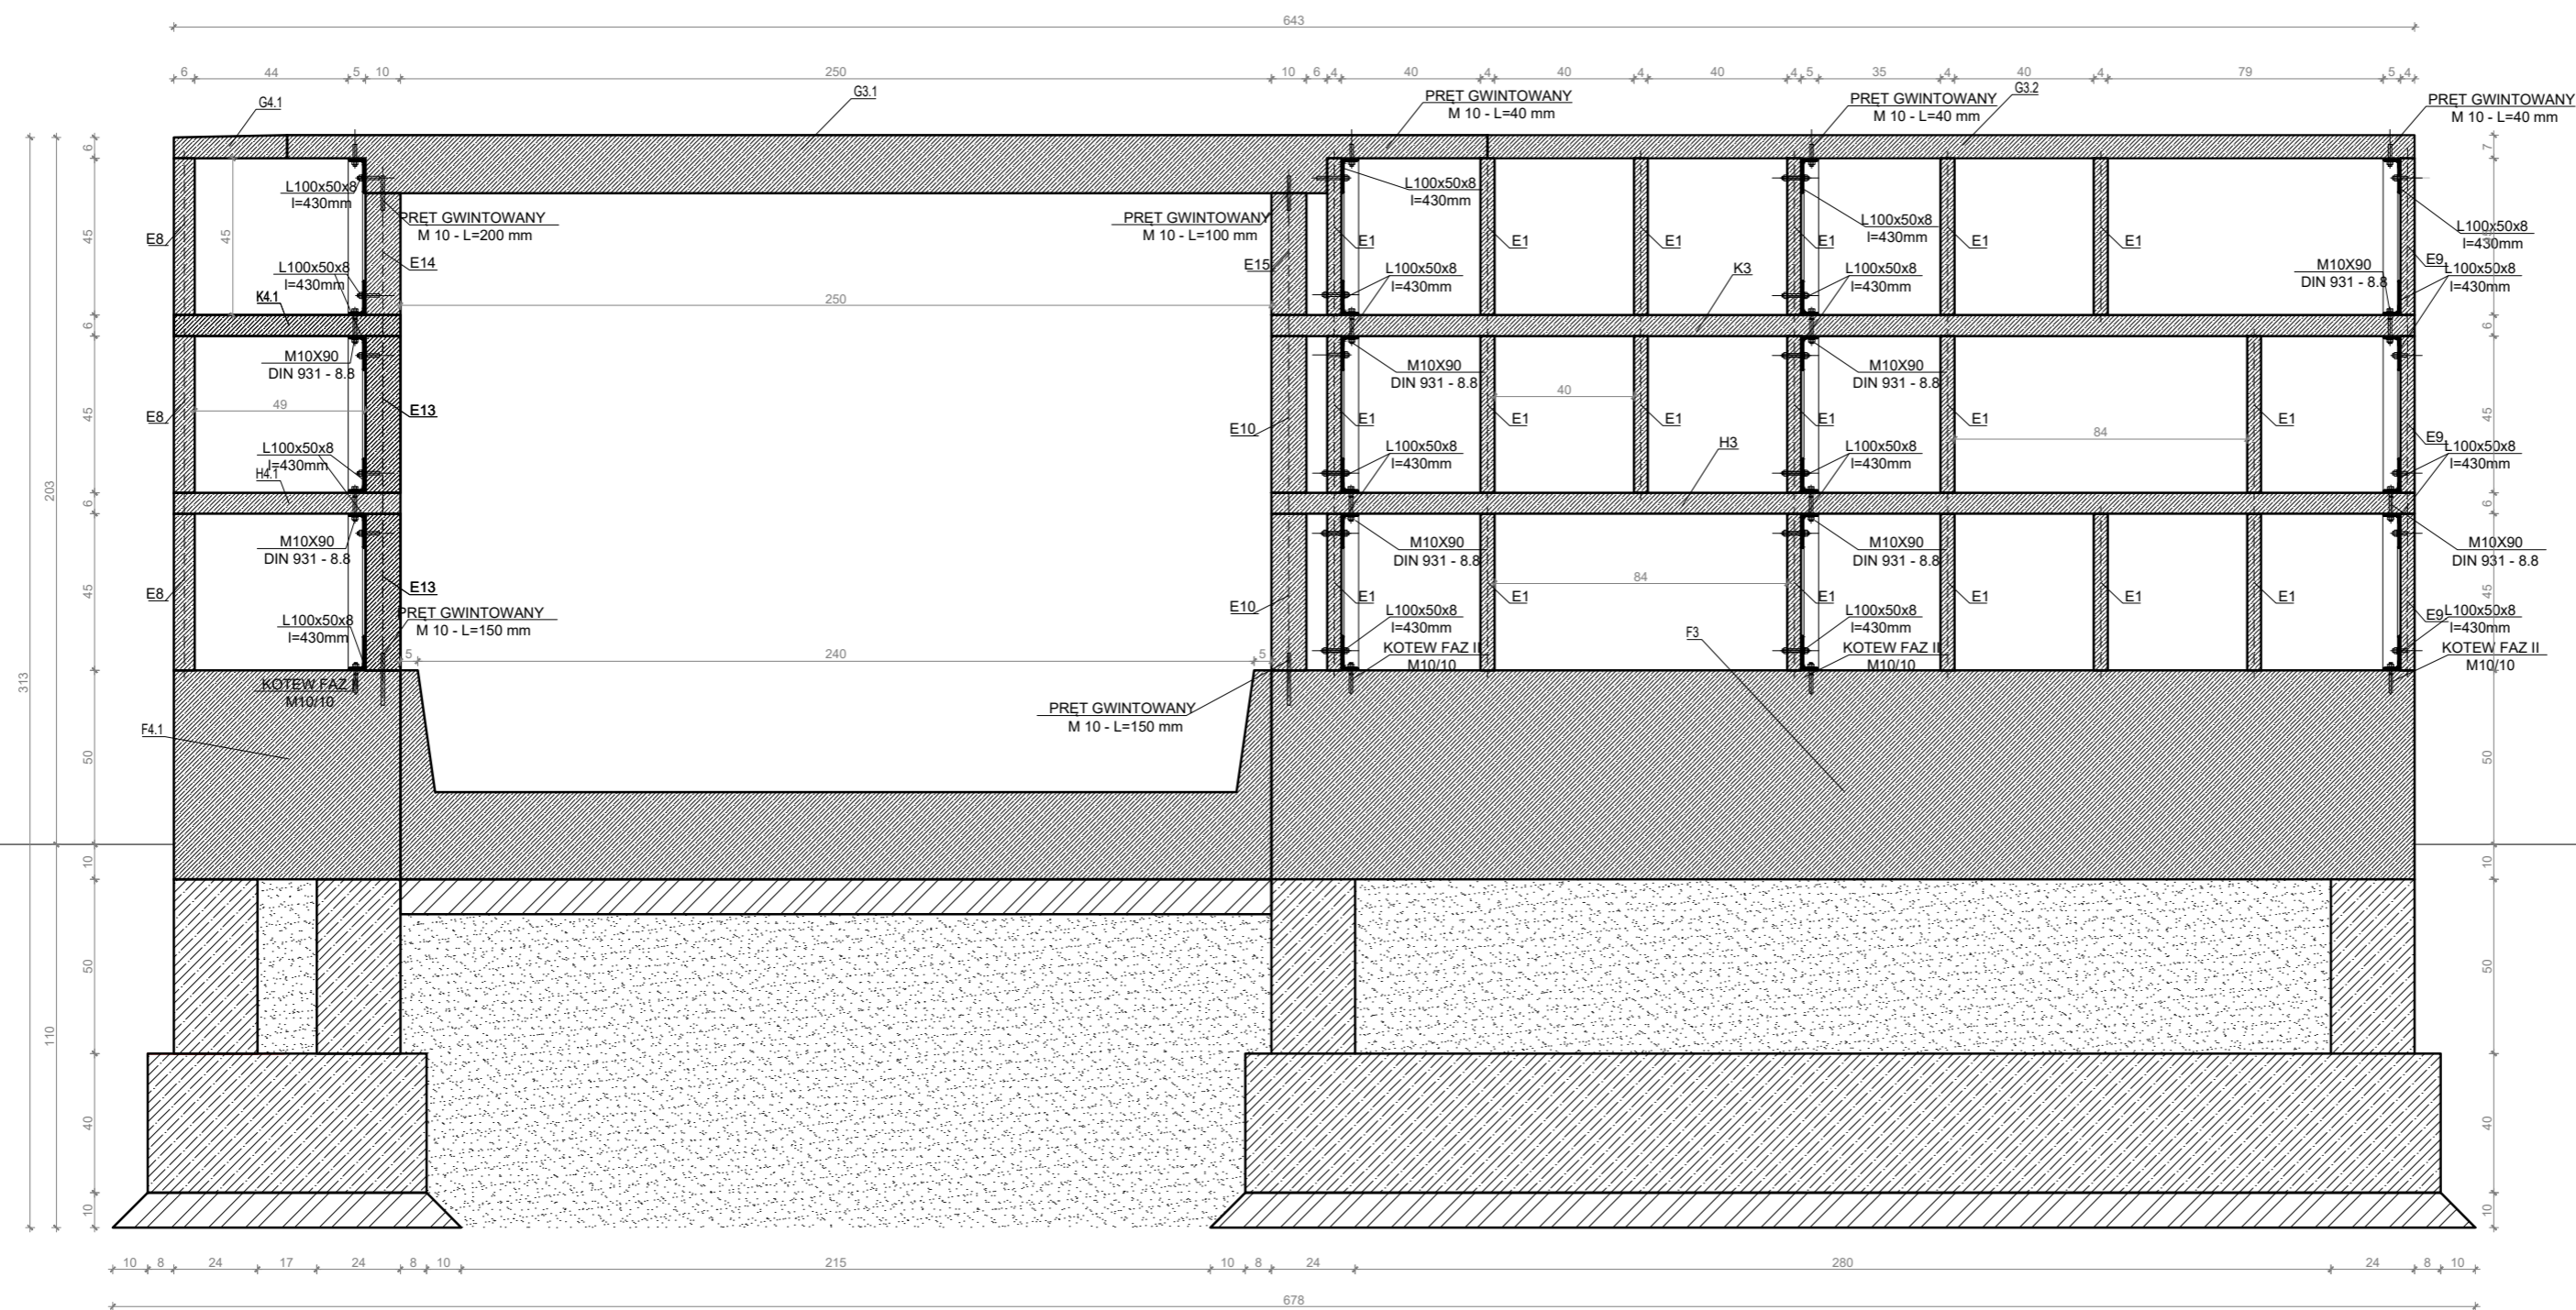 643
6 44 5 10 250 10 6 4 40 4 40 4 40 4 5 35 4 40 4 79 5 4
G4.1
G3.1
PRĘT GWINTOWANY
M 10 - L=40 mm
PRĘT GWINTOWANY
M 10 - L=40 mm
G3.2
PRĘT GWINTOWANY
M 10 - L=40 mm
6
7
L100x50x8
l=430mm
PRĘT GWINTOWANY
M 10 - L=200 mm
PRĘT GWINTOWANY
M 10 - L=100 mm
L100x50x8
l=430mm
L100x50x8
l=430mm
L100x50x8
l=430mm
45
E8
45
E14
E15
E1
E1
E1
E1
E1
E1
E9
L100x50x8
l=430mm
K4.1
250
L100x50x8
l=430mm
K3
L100x50x8
l=430mm
M10X90
DIN 931 - 8.8
L100x50x8
l=430mm
6
6
M10X90
DIN 931 - 8.8
M10X90
DIN 931 - 8.8
M10X90
DIN 931 - 8.8
40
45
E8
49
E13
E10
E1
E1
E1
E1
84
E1
E9
45
L100x50x8
l=430mm
H4.1
L100x50x8
l=430mm
H3
L100x50x8
l=430mm
L100x50x8
l=430mm
203
6
6
M10X90
DIN 931 - 8.8
M10X90
DIN 931 - 8.8
M10X90
DIN 931 - 8.8
M10X90
DIN 931 - 8.8
84
45
E8
E13
E10
E1
E1
E1
E1
E1
E1
E9
45
L100x50x8
l=430mm
PRĘT GWINTOWANY
M 10 - L=150 mm
L100x50x8
l=430mm
L100x50x8
l=430mm
L100x50x8
l=430mm
5 240 5
F3
KOTEW FAZ II
M10/10
KOTEW FAZ II
M10/10
KOTEW FAZ II
M10/10
KOTEW FAZ
M10/10
313
PRĘT GWINTOWANY
M 10 - L=150 mm
F4.1
50
50
10
10
50
50
110
40
40
10
10
10 8 24 17 24 8 10 215 10 8 24 280 24 8 10
678